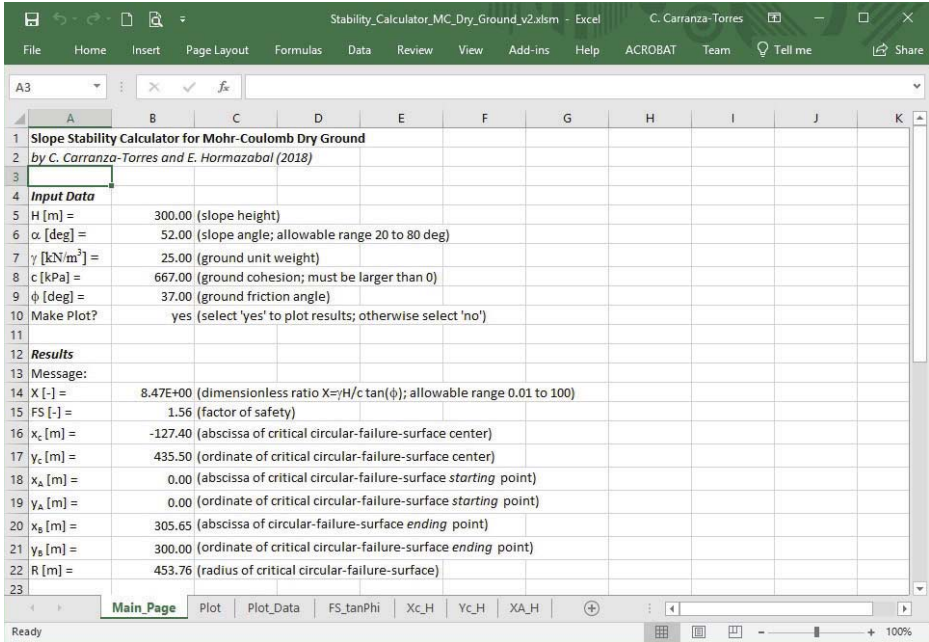 Stability_Calculator_MC_Dry_Ground_v2.xlsm - Excel C. Carranza-Torres
File Home Insert Page Layout Formulas Data Review View Add-ins Help ACROBAT Team Tell me Share
A3 fx
A B C D E F G H I J K
1 Slope Stability Calculator for Mohr-Coulomb Dry Ground
2 by C. Carranza-Torres and E. Hormazabal (2018)
3
4 Input Data
5 H [m] = 300.00 (slope height)
6 α [deg] = 52.00 (slope angle; allowable range 20 to 80 deg)
7 γ [kN/m³] = 25.00 (ground unit weight)
8 c [kPa] = 667.00 (ground cohesion; must be larger than 0)
9 ϕ [deg] = 37.00 (ground friction angle)
10 Make Plot? yes (select 'yes' to plot results; otherwise select 'no')
11
12 Results
13 Message:
14 X [-] = 8.47E+00 (dimensionless ratio X=γH/c tan(ϕ); allowable range 0.01 to 100)
15 FS [-] = 1.56 (factor of safety)
16 xc [m] = -127.40 (abscissa of critical circular-failure-surface center)
17 yc [m] = 435.50 (ordinate of critical circular-failure-surface center)
18 xA [m] = 0.00 (abscissa of critical circular-failure-surface starting point)
19 yA [m] = 0.00 (ordinate of critical circular-failure-surface starting point)
20 xB [m] = 305.65 (abscissa of circular-failure-surface ending point)
21 yB [m] = 300.00 (ordinate of critical circular-failure-surface ending point)
22 R [m] = 453.76 (radius of critical circular-failure-surface)
23
Main_Page Plot Plot_Data FS_tanPhi Xc_H Yc_H XA_H
Ready 100%